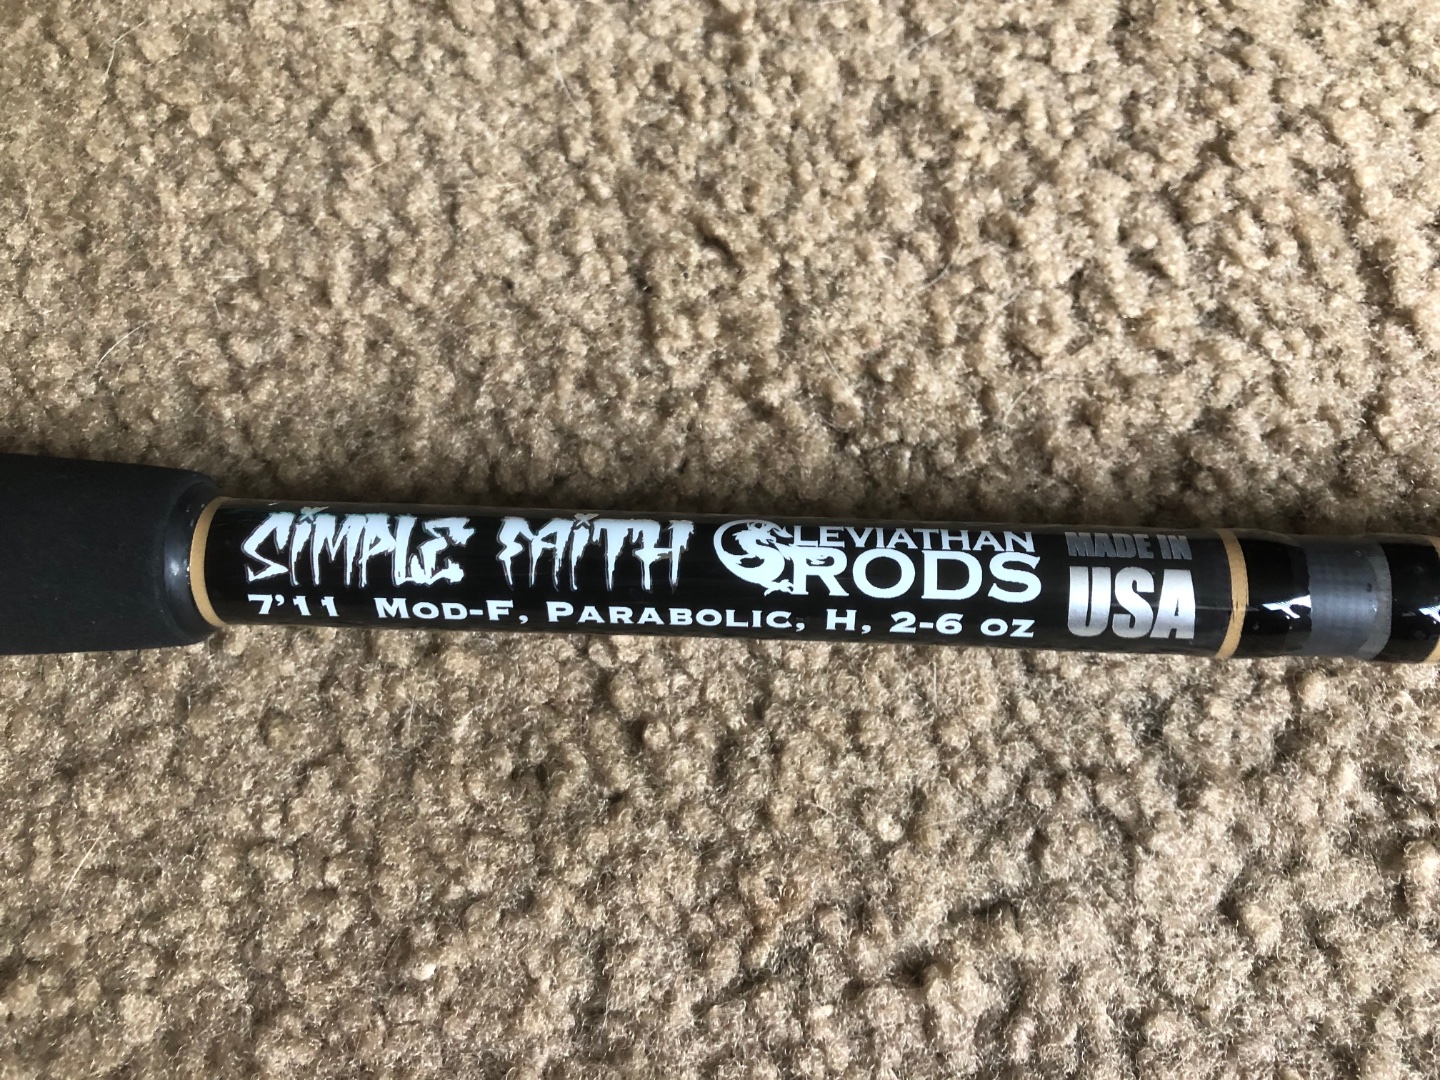 SIMPLE FAITH
7'11 MOD-F, PARABOLIC, H, 2-6 OZ
LEVIATHAN
RODS
MADE IN
USA